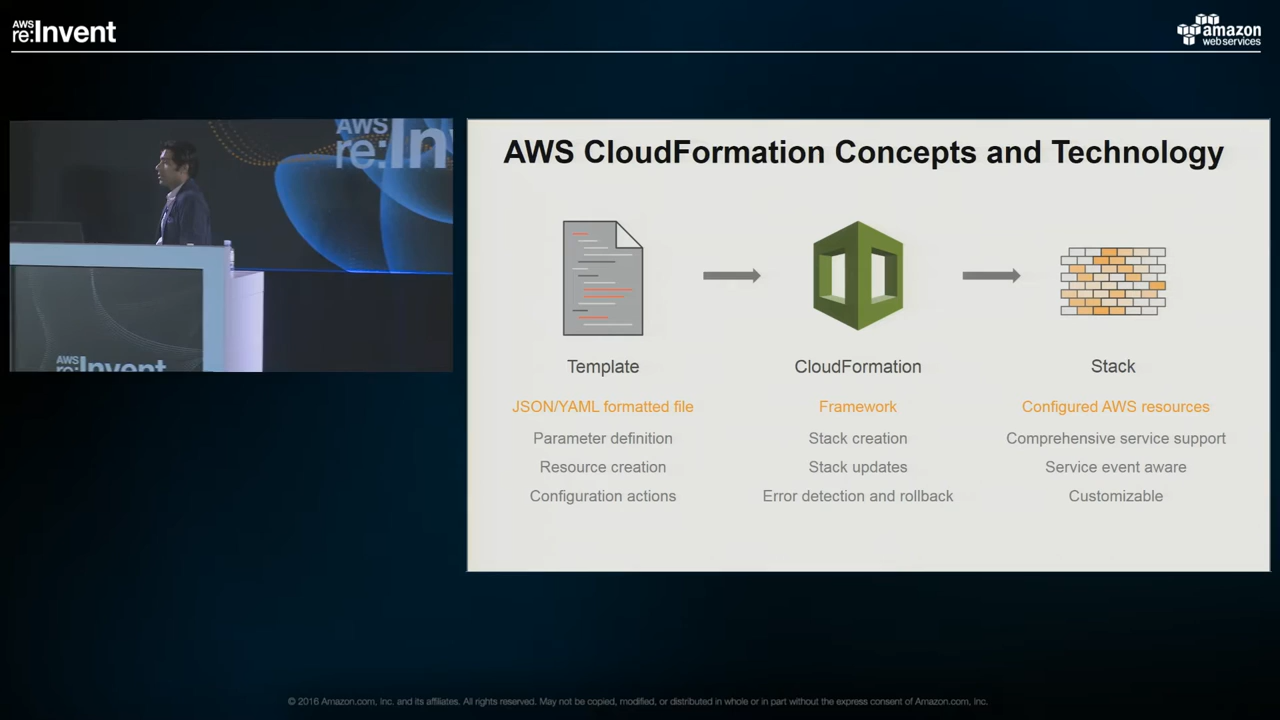 AWS
re:Invent
amazon
web services
AWS
re:In
AWS
re:Invent
AWS CloudFormation Concepts and Technology
Template
CloudFormation
Stack
JSON/YAML formatted file
Framework
Configured AWS resources
Parameter definition
Stack creation
Comprehensive service support
Resource creation
Stack updates
Service event aware
Configuration actions
Error detection and rollback
Customizable
© 2016 Amazon.com, Inc. and its affiliates. All rights reserved. May not be copied, modified, or distributed in whole or in part without the express consent of Amazon.com, Inc.